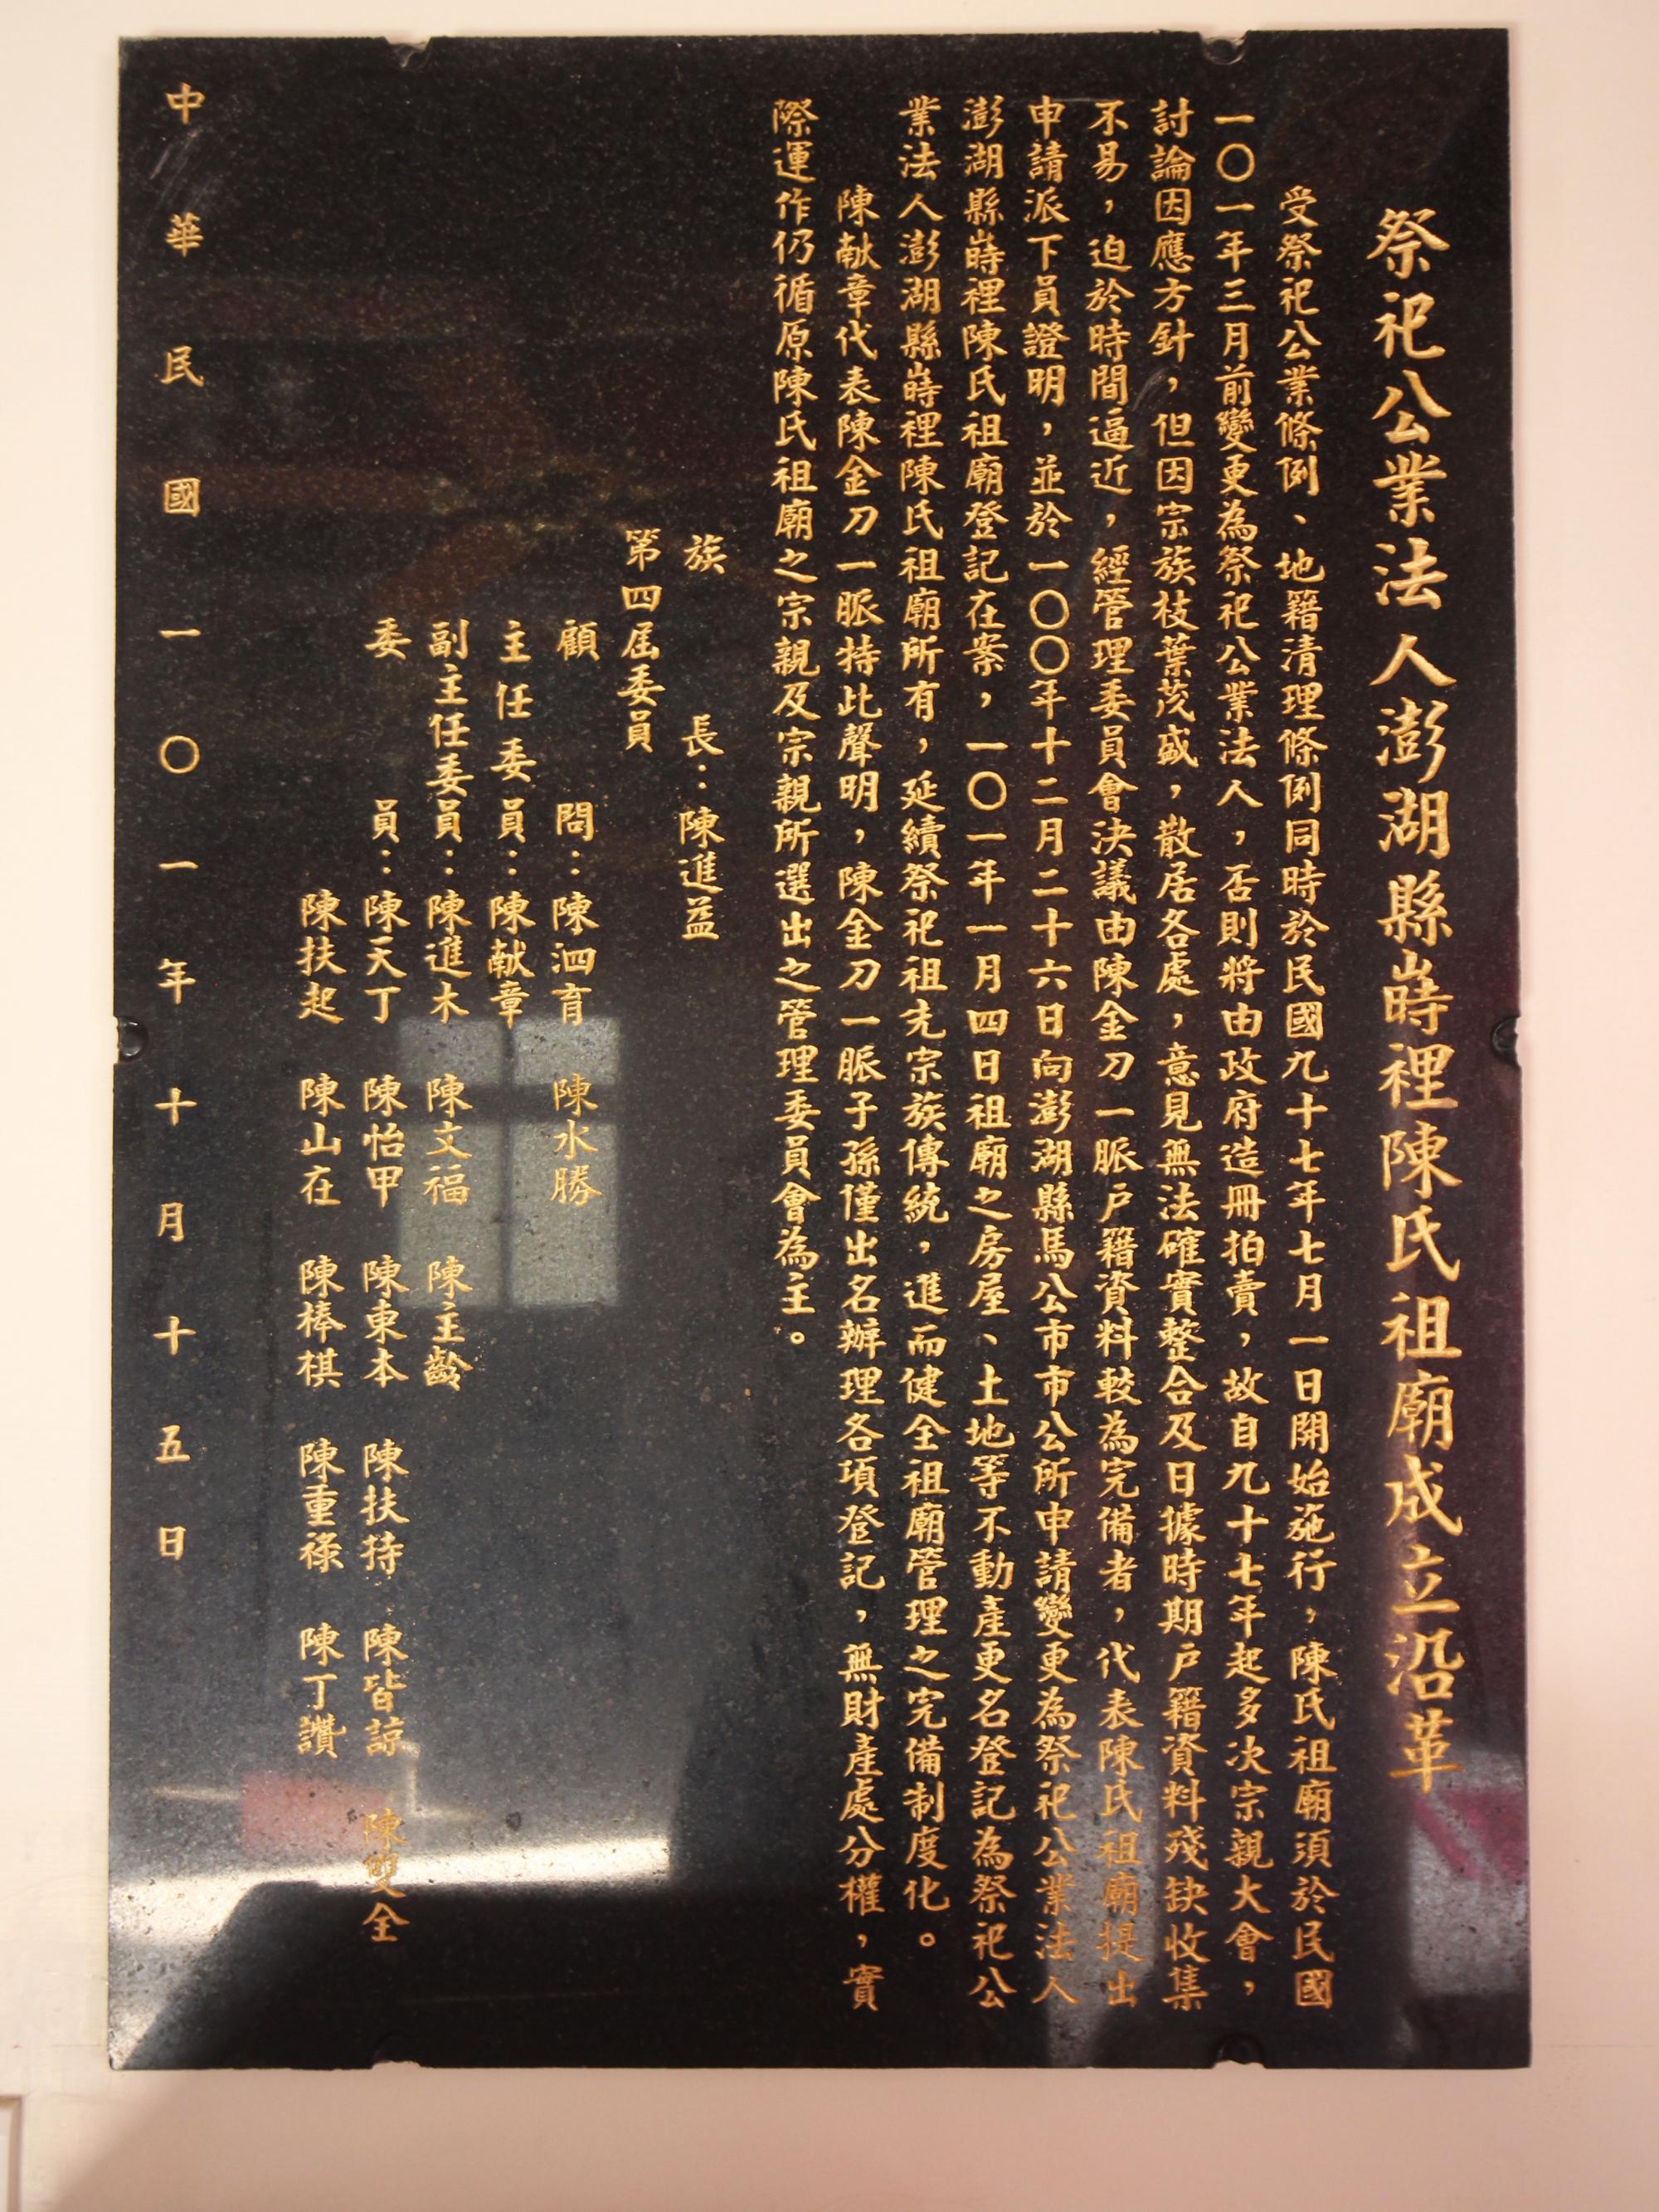 祭祀公業法人澎湖縣嵵裡陳氏祖廟成立沿革
受祭祀公業條例、地籍清理條例同時於民國九十七年七月一日開始施行，陳氏祖廟須於民國
一〇一年三月前變更為祭祀公業法人，否則將由政府造冊拍賣，故自九十七年起多次宗親大會，
討論因應方針，但因宗族枝葉茂盛，散居各處，意見無法確實整合及日據時期戶籍資料殘缺收集
不易，迫於時間逼近，經管理委員會決議由陳金刀一脈戶籍資料較為完備者，代表陳氏祖廟提出
申請派下員證明，並於一〇〇年十二月二十六日向澎湖縣馬公市市公所申請變更為祭祀公業法人
澎湖縣嵵裡陳氏祖廟登記在案，一〇一年一月四日祖廟之房屋、土地等不動產更名登記為祭祀公
業法人澎湖縣嵵裡陳氏祖廟所有，延續祭祀祖先宗族傳統，進而健全祖廟管理之完備制度化。
陳献章代表陳金刀一脈持此聲明，陳金刀一脈子孫僅出名辦理各項登記，無財產處分權，實
際運作仍循原陳氏祖廟之宗親及宗親所選出之管理委員會為主。
族 長：陳進益
第四屆委員
顧 問：陳泗育 陳水勝
主任委員：陳献章
副主任委員：陳進木 陳文福 陳主齡
委 員：陳天丁 陳怡甲 陳東本 陳扶持 陳皆諒 陳雙全
陳扶起 陳山在 陳棒棋 陳重祿 陳丁讚
中華民國一〇一年十月十五日